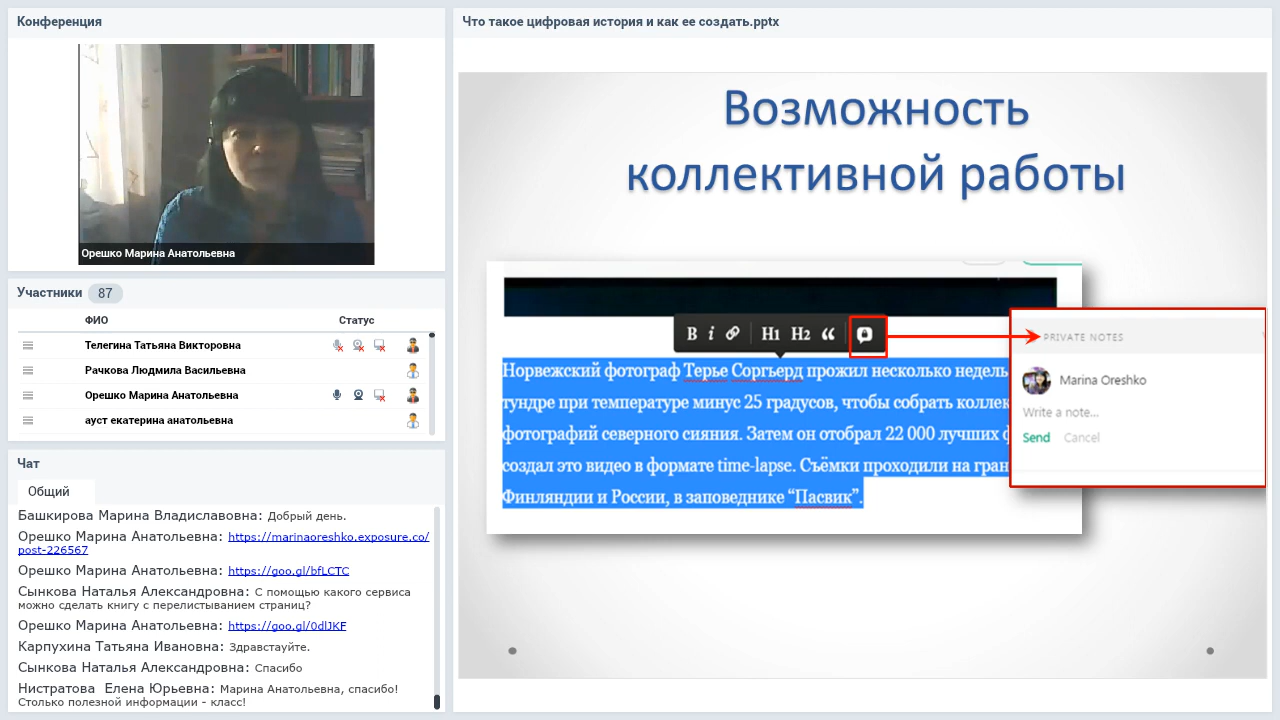 Конференция
Орешко Марина Анатольевна
Участники 87
ФИО Статус
Телегина Татьяна Викторовна
Рачкова Людмила Васильевна
Орешко Марина Анатольевна
ауст екатерина анатольевна
Чат
Общий
Башкирова Марина Владиславовна: Добрый день.
Орешко Марина Анатольевна: https://marinaoreshko.exposure.co/
post-226567
Орешко Марина Анатольевна: https://goo.gl/bfLCTC
Сынкова Наталья Александровна: С помощью какого сервиса
можно сделать книгу с перелистыванием страниц?
Орешко Марина Анатольевна: https://goo.gl/0dlJKF
Карпухина Татьяна Ивановна: Здравстауйте.
Сынкова Наталья Александровна: Спасибо
Нистратова Елена Юрьевна: Марина Анатольевна, спасибо!
Столько полезной информации - класс!
Что такое цифровая история и как ее создать.pptx
Возможность
коллективной работы
B i H1 H2 “
Норвежский фотограф Терье Соргьерд прожил несколько недель
тундре при температуре минус 25 градусов, чтобы собрать коллек
фотографий северного сияния. Затем он отобрал 22 000 лучших ф
создал это видео в формате time-lapse. Съёмки проходили на гран
Финляндии и России, в заповеднике “Пасвик”.
PRIVATE NOTES
Marina Oreshko
Write a note...
Send Cancel